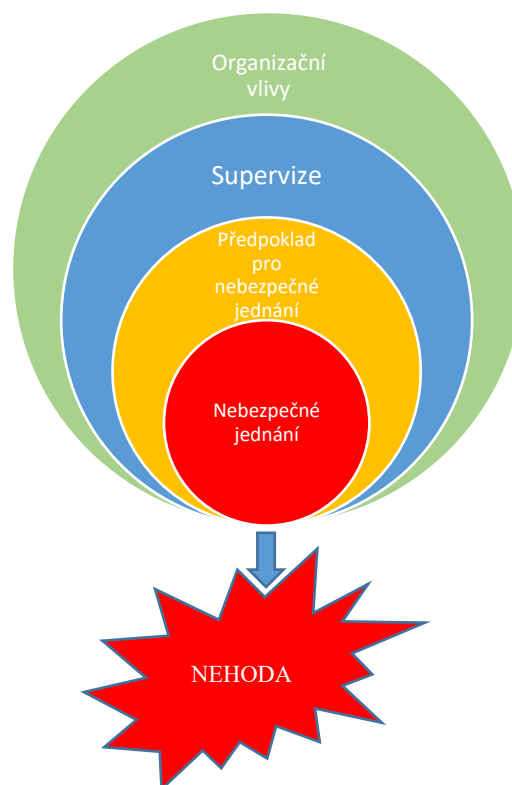 Organizační
vlivy
Supervize
Předpoklad
pro
nebezpečné
jednání
Nebezpečné
jednání
NEHODA